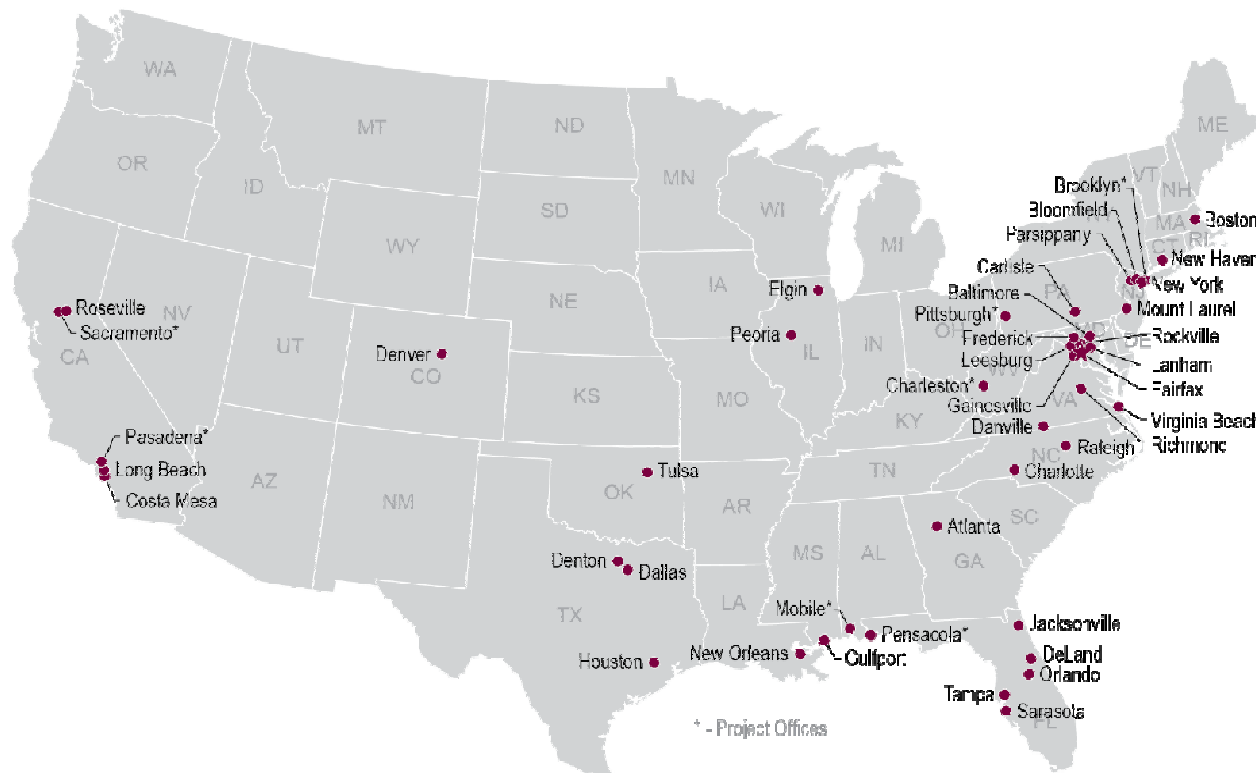 WA
MT
ND
ME
OR
ID
MN
VT
NH
Brooklyn*
SD
WI
Bloomfield
MA
Boston
WY
MI
Parsippany
CT
RI
IA
Carlisle
New Haven
Roseville
NV
NE
Elgin
Baltimore
PA
NJ
New York
Sacramento*
Peoria
Pittsburgh*
Mount Laurel
CA
UT
Denver
CO
IL
IN
OH
Frederick
MD
DE
Rockville
Leesburg
WV
Lanham
KS
MO
Charleston*
Fairfax
KY
Gainesville
VA
Virginia Beach
Pasadena*
Danville
Richmond
Long Beach
AZ
NM
OK
Tulsa
TN
NC
Raleigh
Charlotte
Costa Mesa
AR
SC
Denton
Dallas
MS
AL
Atlanta
GA
TX
LA
Mobile*
Pensacola*
Jacksonville
Houston
New Orleans
Gulfport
DeLand
Orlando
Tampa
Sarasota
FL
* - Project Offices